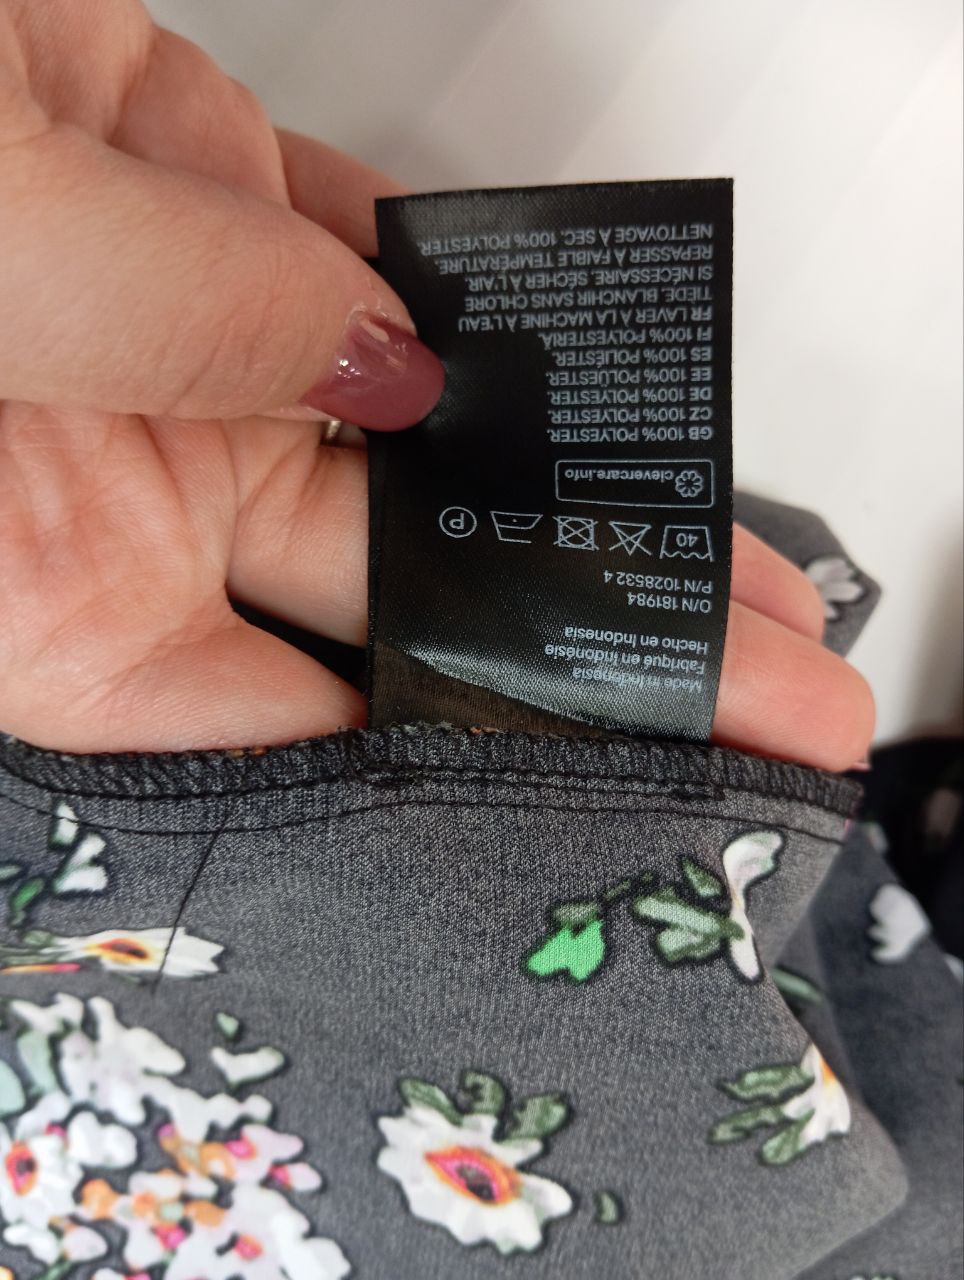 Made in Indonesia
Fabriqué en Indonésie
Hecho en Indonesia
O/N 181984
P/N 1028532 4
40
P
clevercare.info
GB 100% POLYESTER.
CZ 100% POLYESTER.
DE 100% POLYESTER.
EE 100% POLÜESTER.
ES 100% POLIÉSTER.
FI 100% POLYESTERIÄ.
FR LAVER À LA MACHINE À L'EAU
TIÈDE. BLANCHIR SANS CHLORE
SI NÉCESSAIRE. SÉCHER À L'AIR.
REPASSER À FAIBLE TEMPÉRATURE.
NETTOYAGE À SEC. 100% POLYESTER.